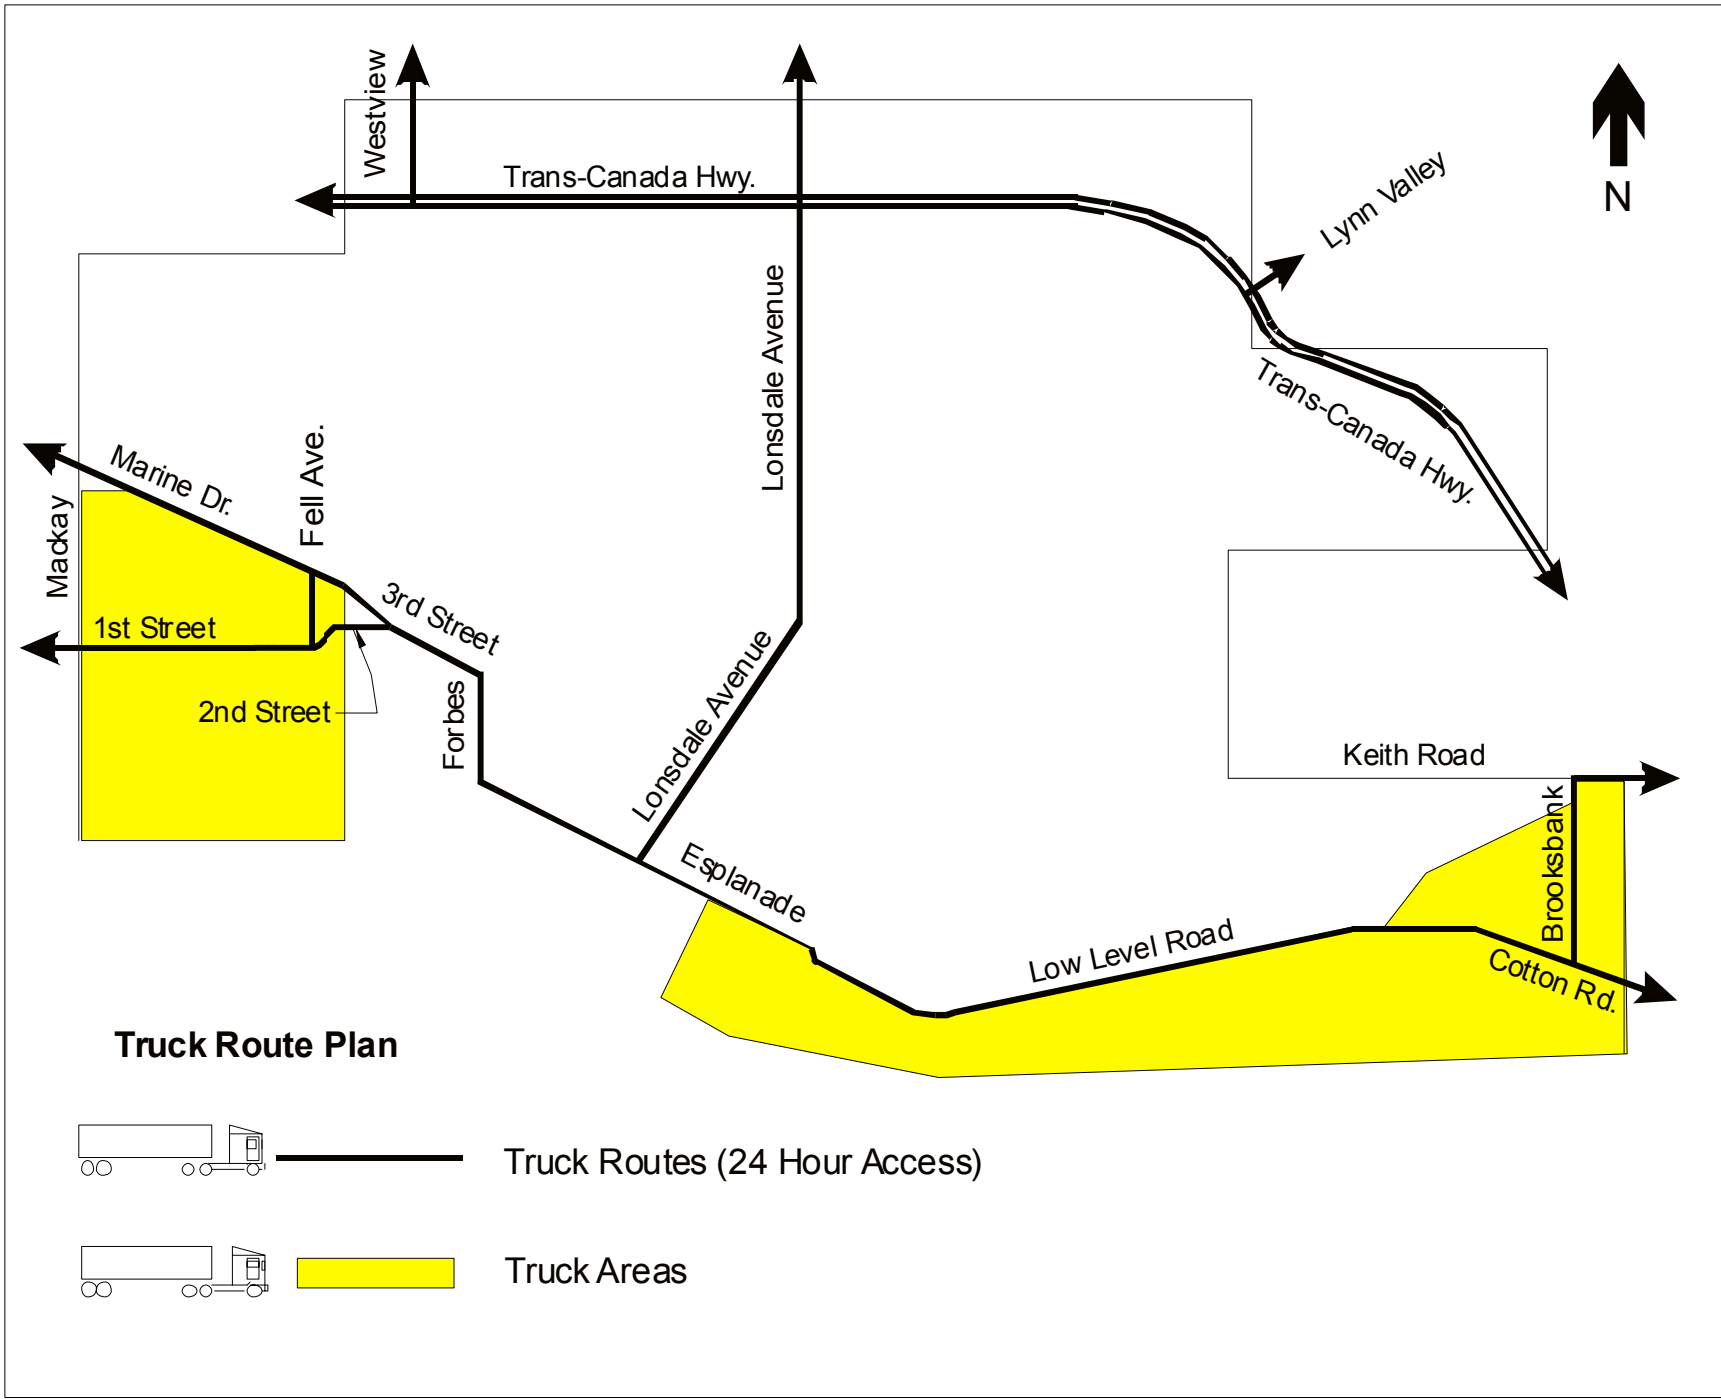 Westview
Trans-Canada Hwy.
Lynn Valley
N
Lonsdale Avenue
Trans-Canada Hwy.
Marine Dr.
Fell Ave.
Mackay
3rd Street
1st Street
2nd Street
Forbes
Lonsdale Avenue
Keith Road
Brooksbank
Esplanade
Low Level Road
Cotton Rd.
Truck Route Plan
Truck Routes (24 Hour Access)
Truck Areas